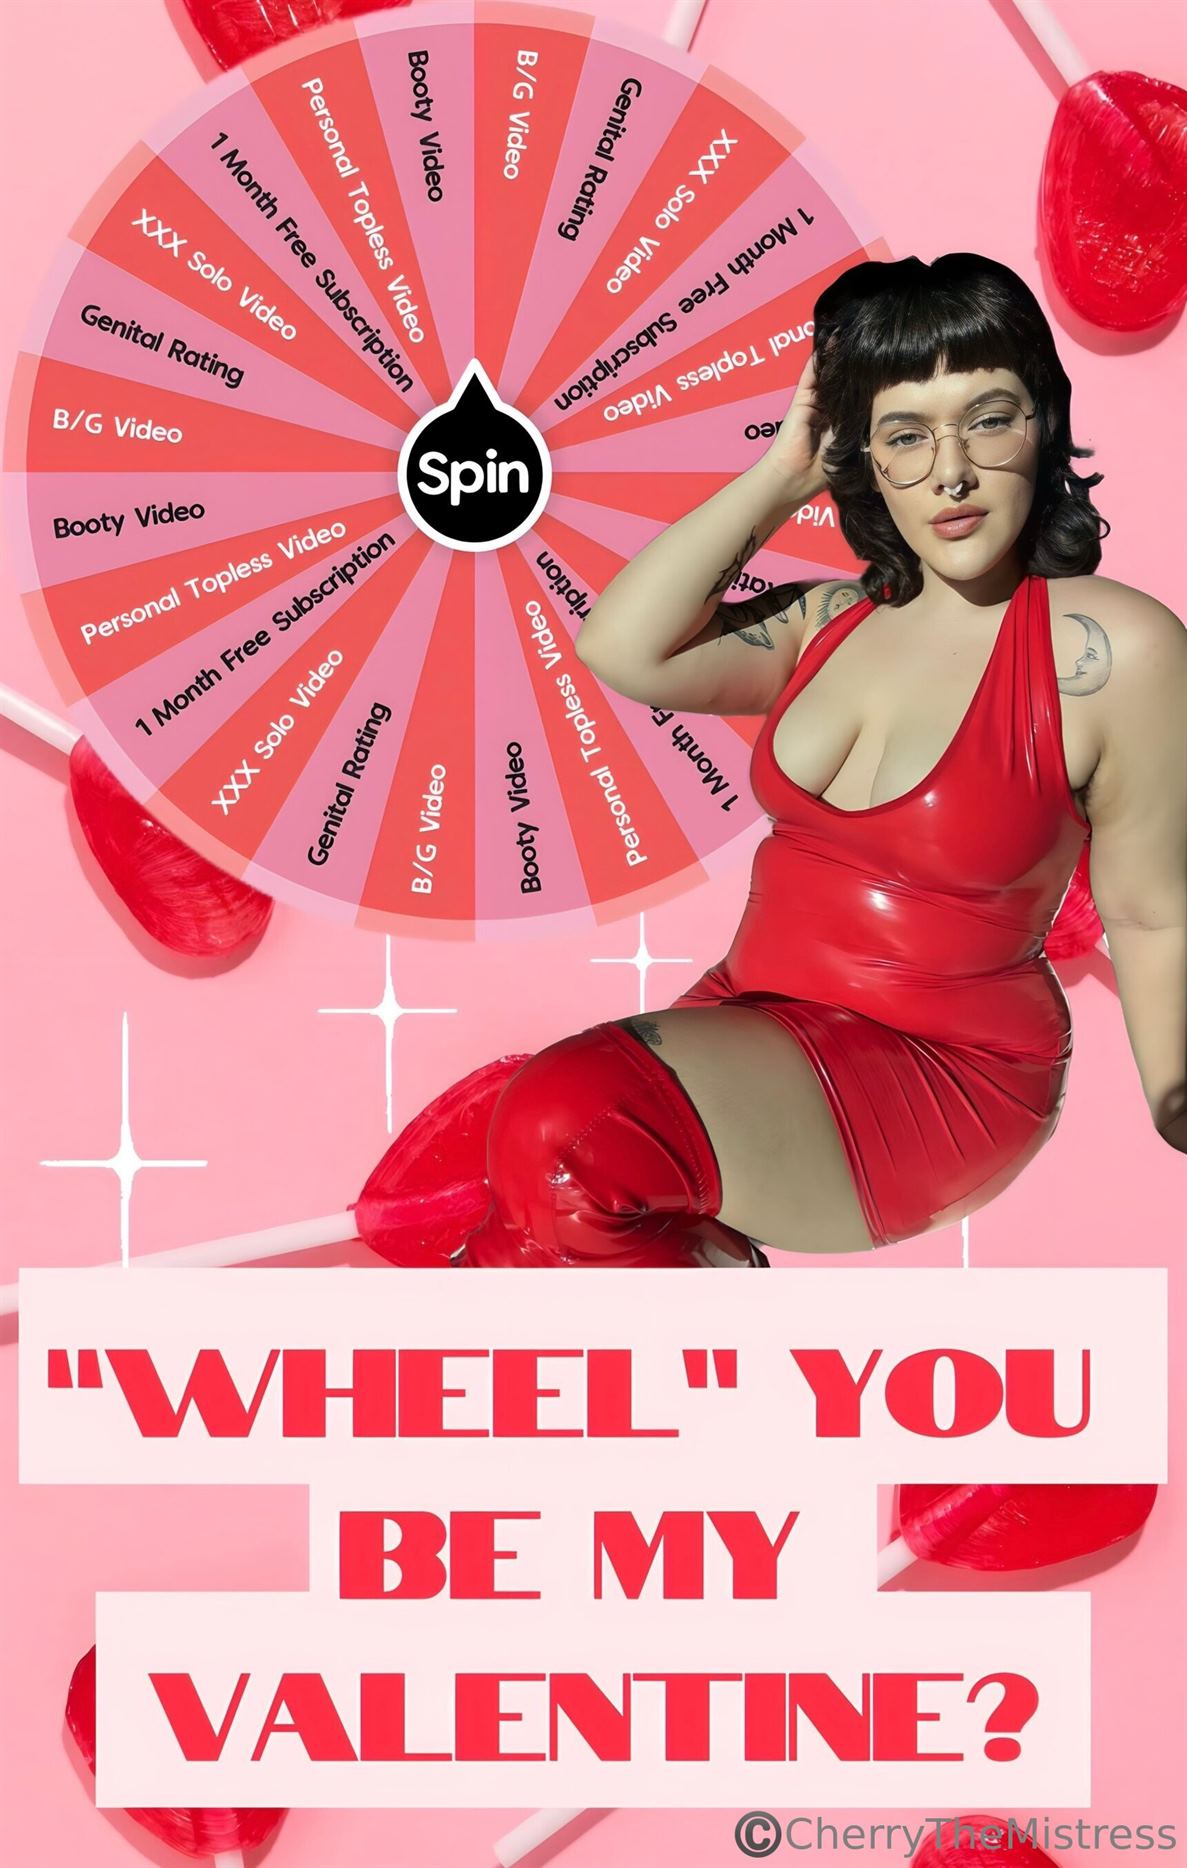 Booty Video
B/G Video
Genital Rating
XXX Solo Video
1 Month Free Subscription
Topless Video
1 Month
Personal Topless Video
Booty Video
B/G Video
Genital Rating
XXX Solo Video
1 Month Free Subscription
Personal Topless Video
Booty Video
B/G Video
Genital Rating
XXX Solo Video
1 Month Free Subscription
Personal Topless Video
Spin
"WHEEL" YOU
BE MY
VALENTINE?
©CherryTheMistress